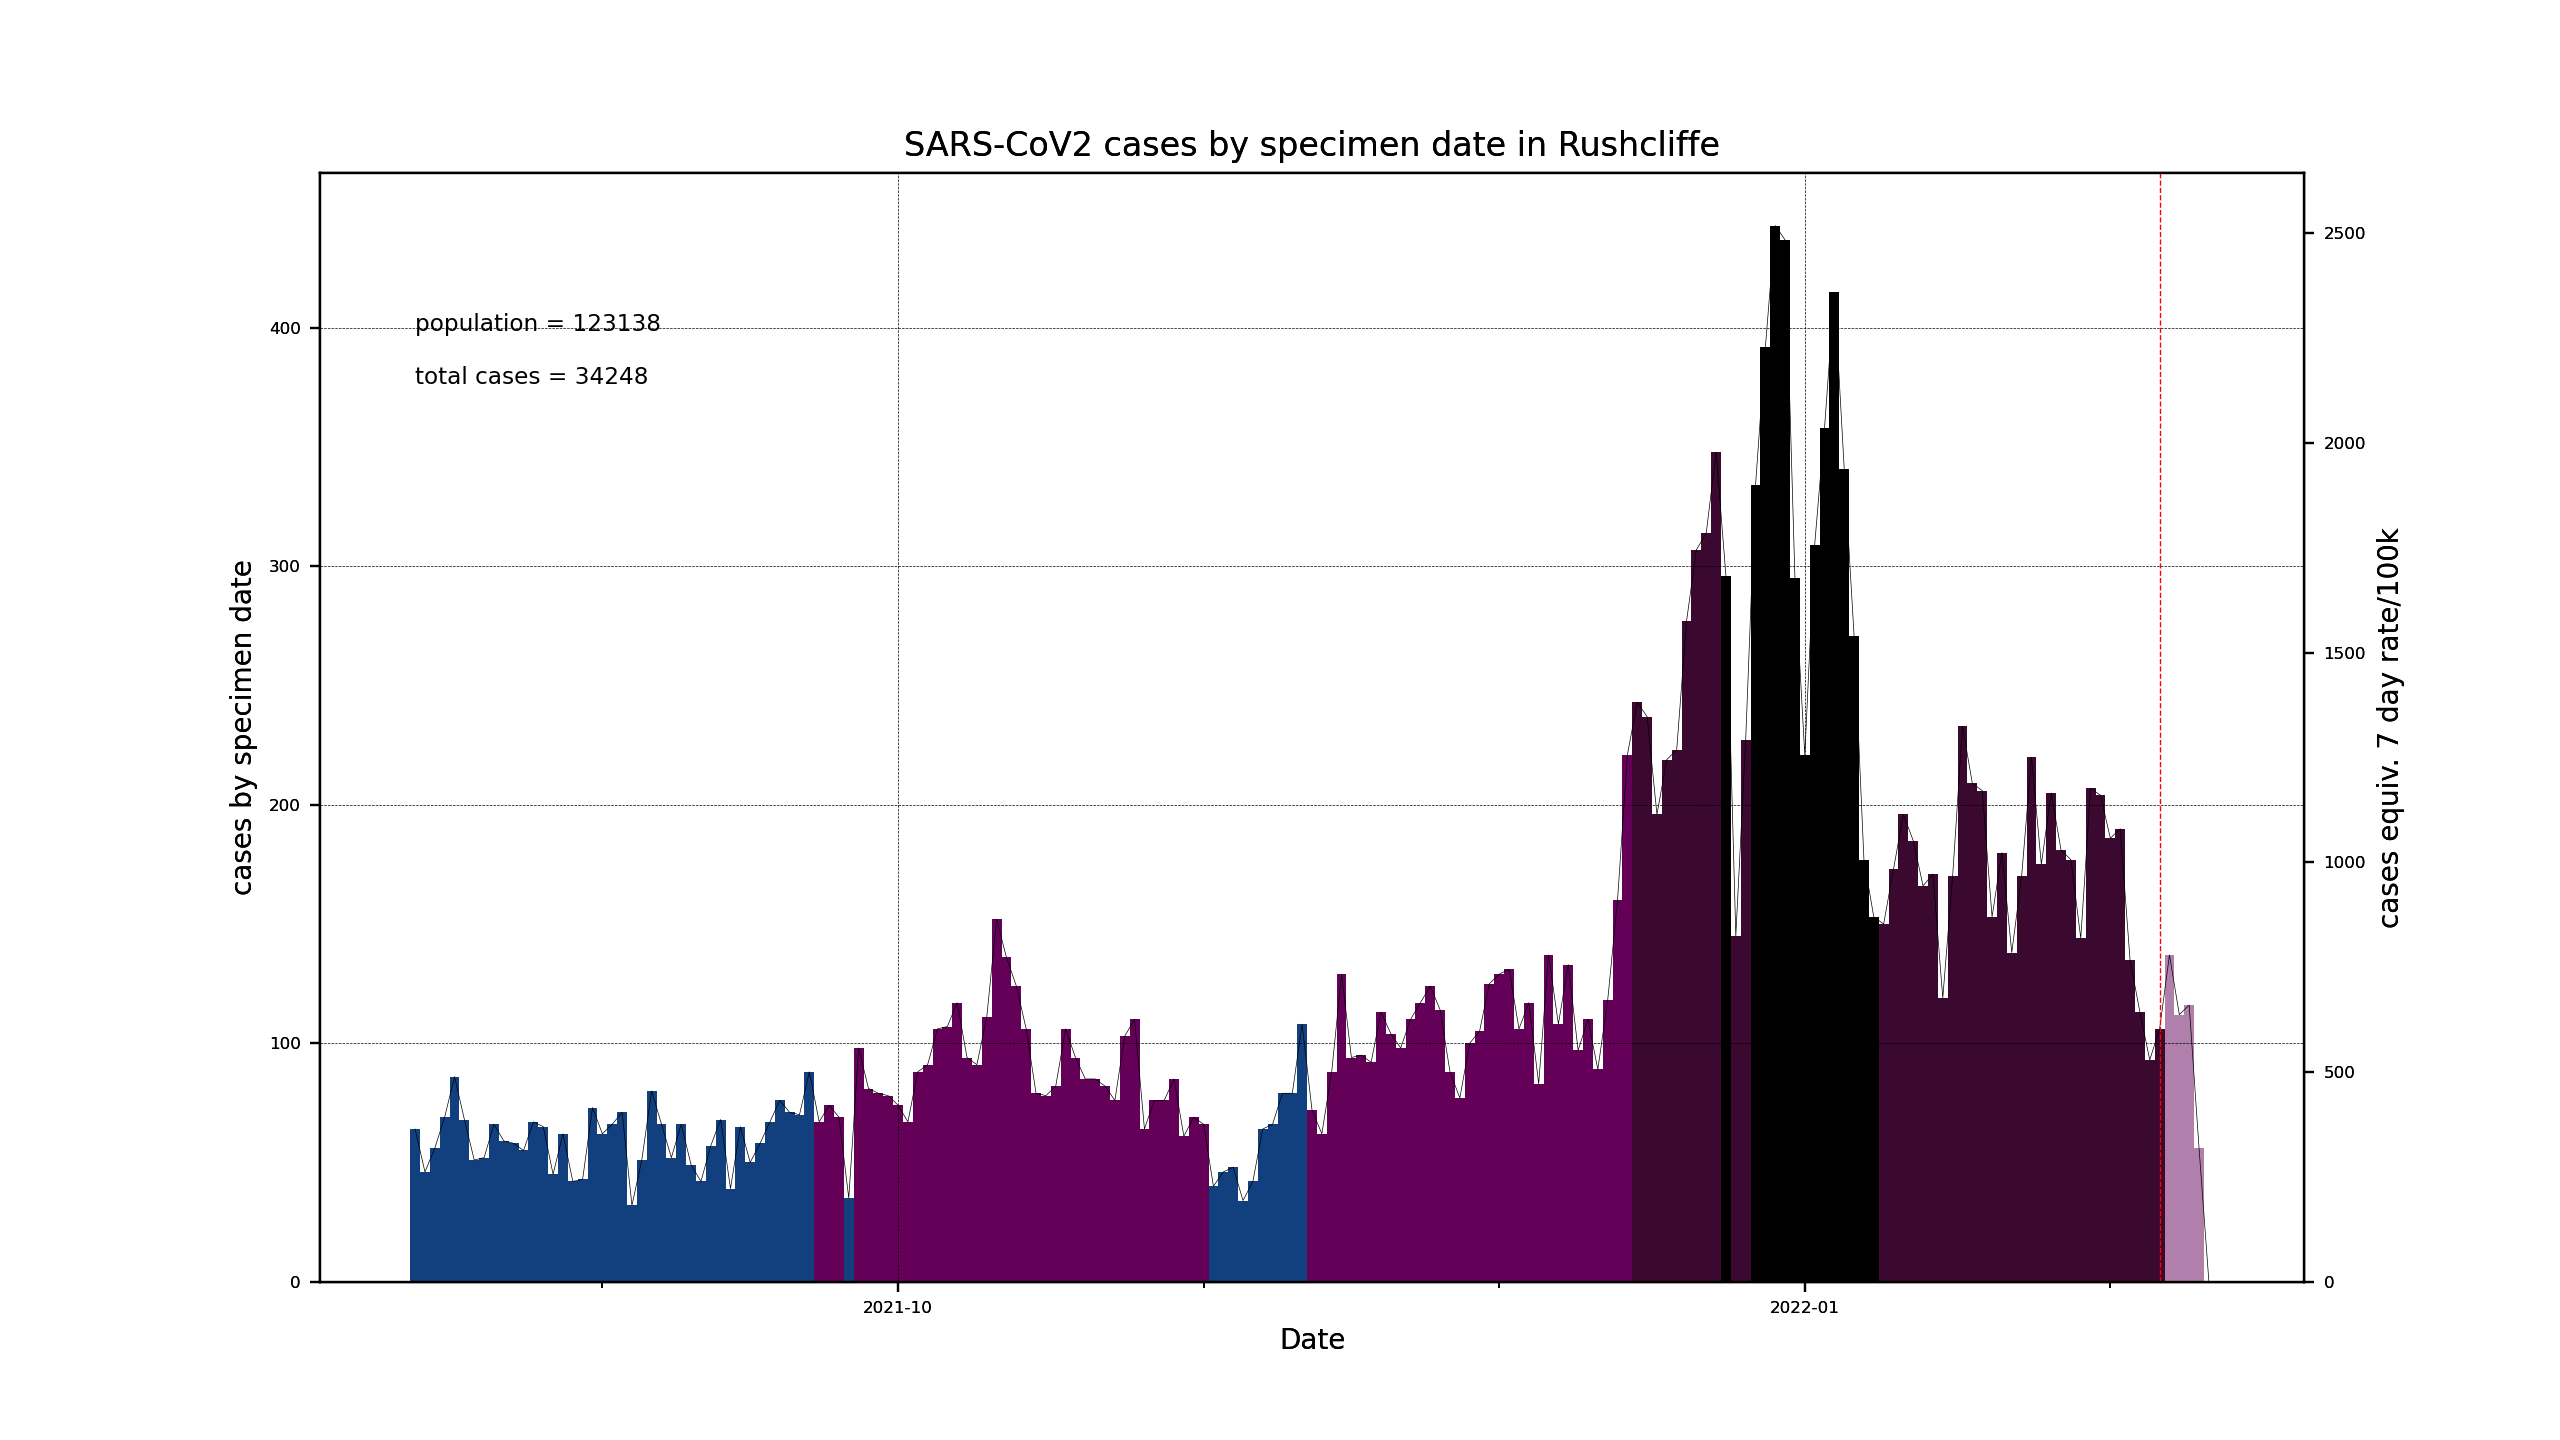 SARS-CoV2 cases by specimen date in Rushcliffe
population = 123138
total cases = 34248
cases by specimen date
400
300
200
100
0
2500
2000
1500
1000
500
0
cases equiv. 7 day rate/100k
2021-10
2022-01
Date